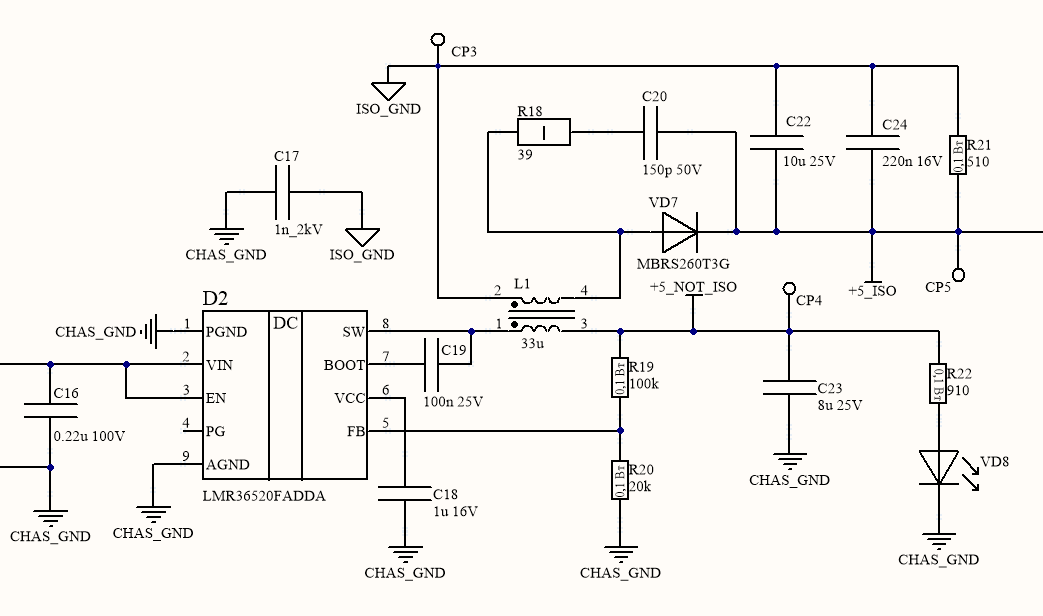 CP3
ISO_GND
C20
R18
39
150p 50V
C22
10u 25V
C24
220n 16V
0,1 Вт
R21
510
C17
1n_2kV
CHAS_GND
ISO_GND
VD7
MBRS260T3G
+5_NOT_ISO
CP4
+5_ISO
CP5
L1
2
4
1
3
33u
D2
DC
CHAS_GND
1
PGND
SW
8
2
VIN
BOOT
7
3
EN
VCC
6
4
PG
FB
5
9
AGND
LMR36520FADDA
C19
100n 25V
C16
0.22u 100V
CHAS_GND
CHAS_GND
C18
1u 16V
CHAS_GND
0,1 Вт
R19
100k
0,1 Вт
R20
20k
CHAS_GND
C23
8u 25V
CHAS_GND
0,1 Вт
R22
910
VD8
CHAS_GND